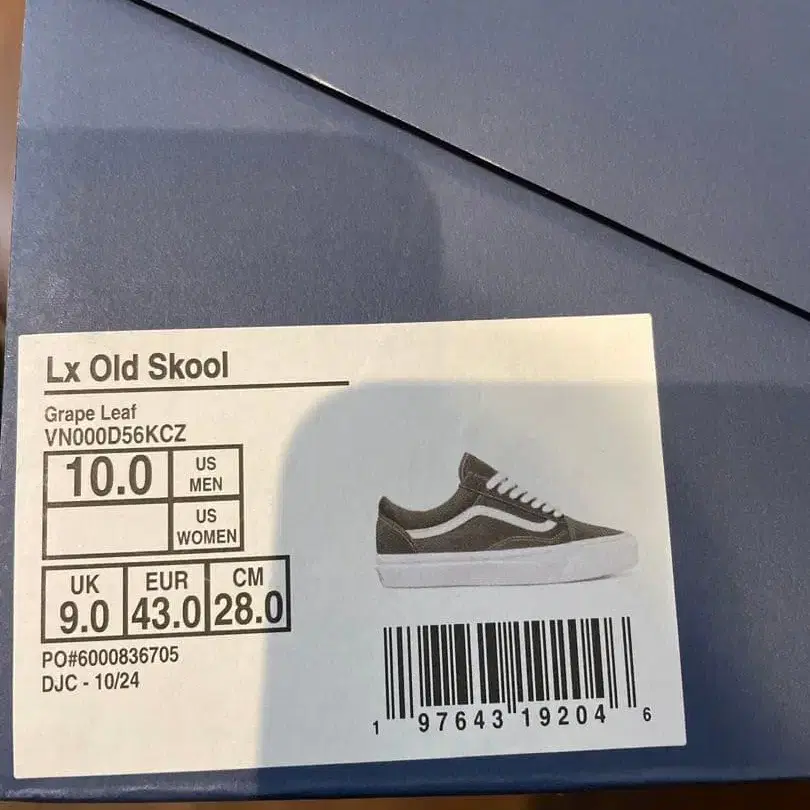 Lx Old Skool
Grape Leaf
VN000D56KCZ
10.0 US MEN
US WOMEN
UK EUR CM
9.0 43.0 28.0
PO#6000836705
DJC - 10/24
1 97643 19204 6